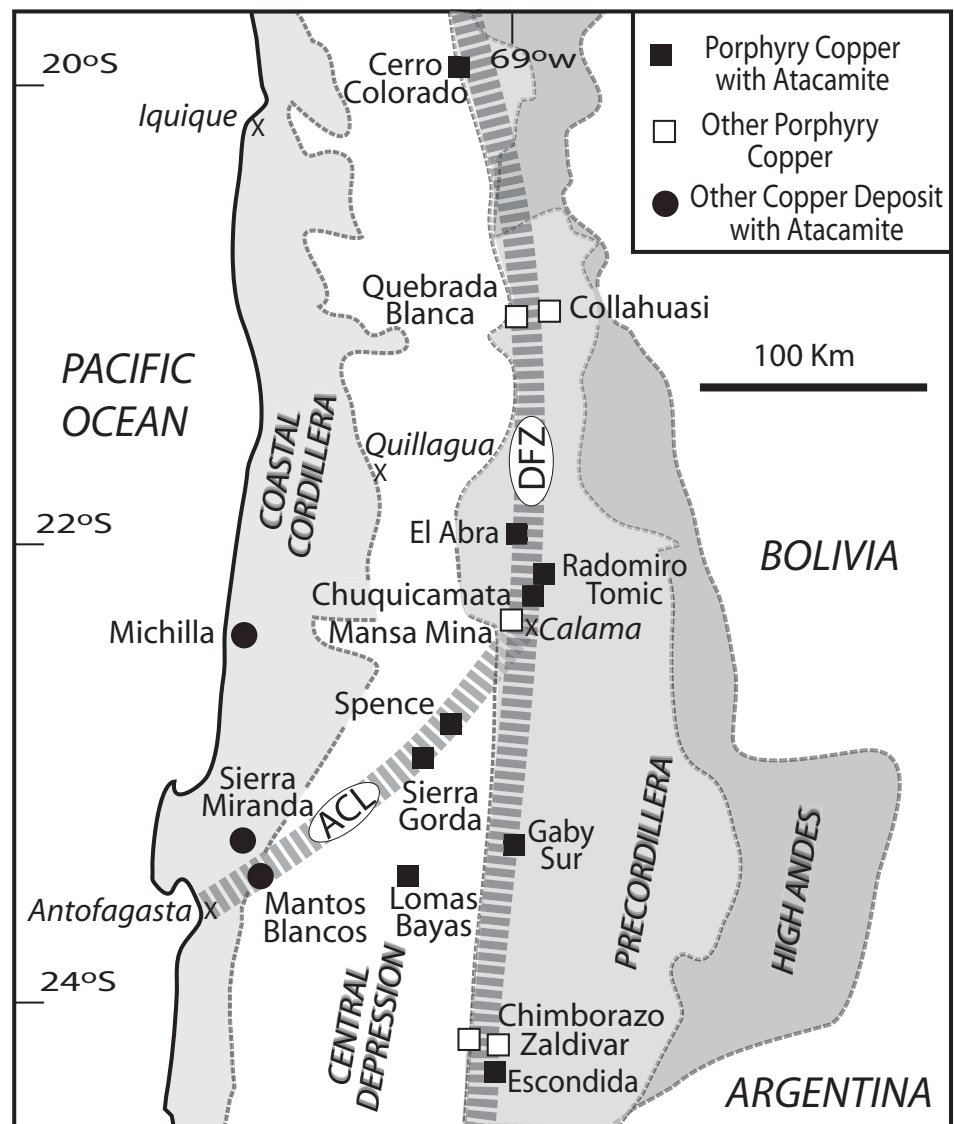 20ºS
Cerro
Colorado
69ºW
Porphyry Copper
with Atacamite
Other Porphyry
Copper
Other Copper Deposit
with Atacamite
Iquique X
Quebrada
Blanca
Collahuasi
100 Km
PACIFIC
OCEAN
COASTAL
CORDILLERA
Quillagua
X
DFZ
22ºS
El Abra
BOLIVIA
Radomiro
Tomic
Chuquicamata
Michilla
Mansa Mina
XCalama
Spence
Sierra
Miranda
ACL
Sierra
Gorda
Gaby
Sur
PRECORDILLERA
HIGH ANDES
Antofagasta X
Mantos
Blancos
Lomas
Bayas
24ºS
CENTRAL
DEPRESSION
Chimborazo
Zaldivar
Escondida
ARGENTINA